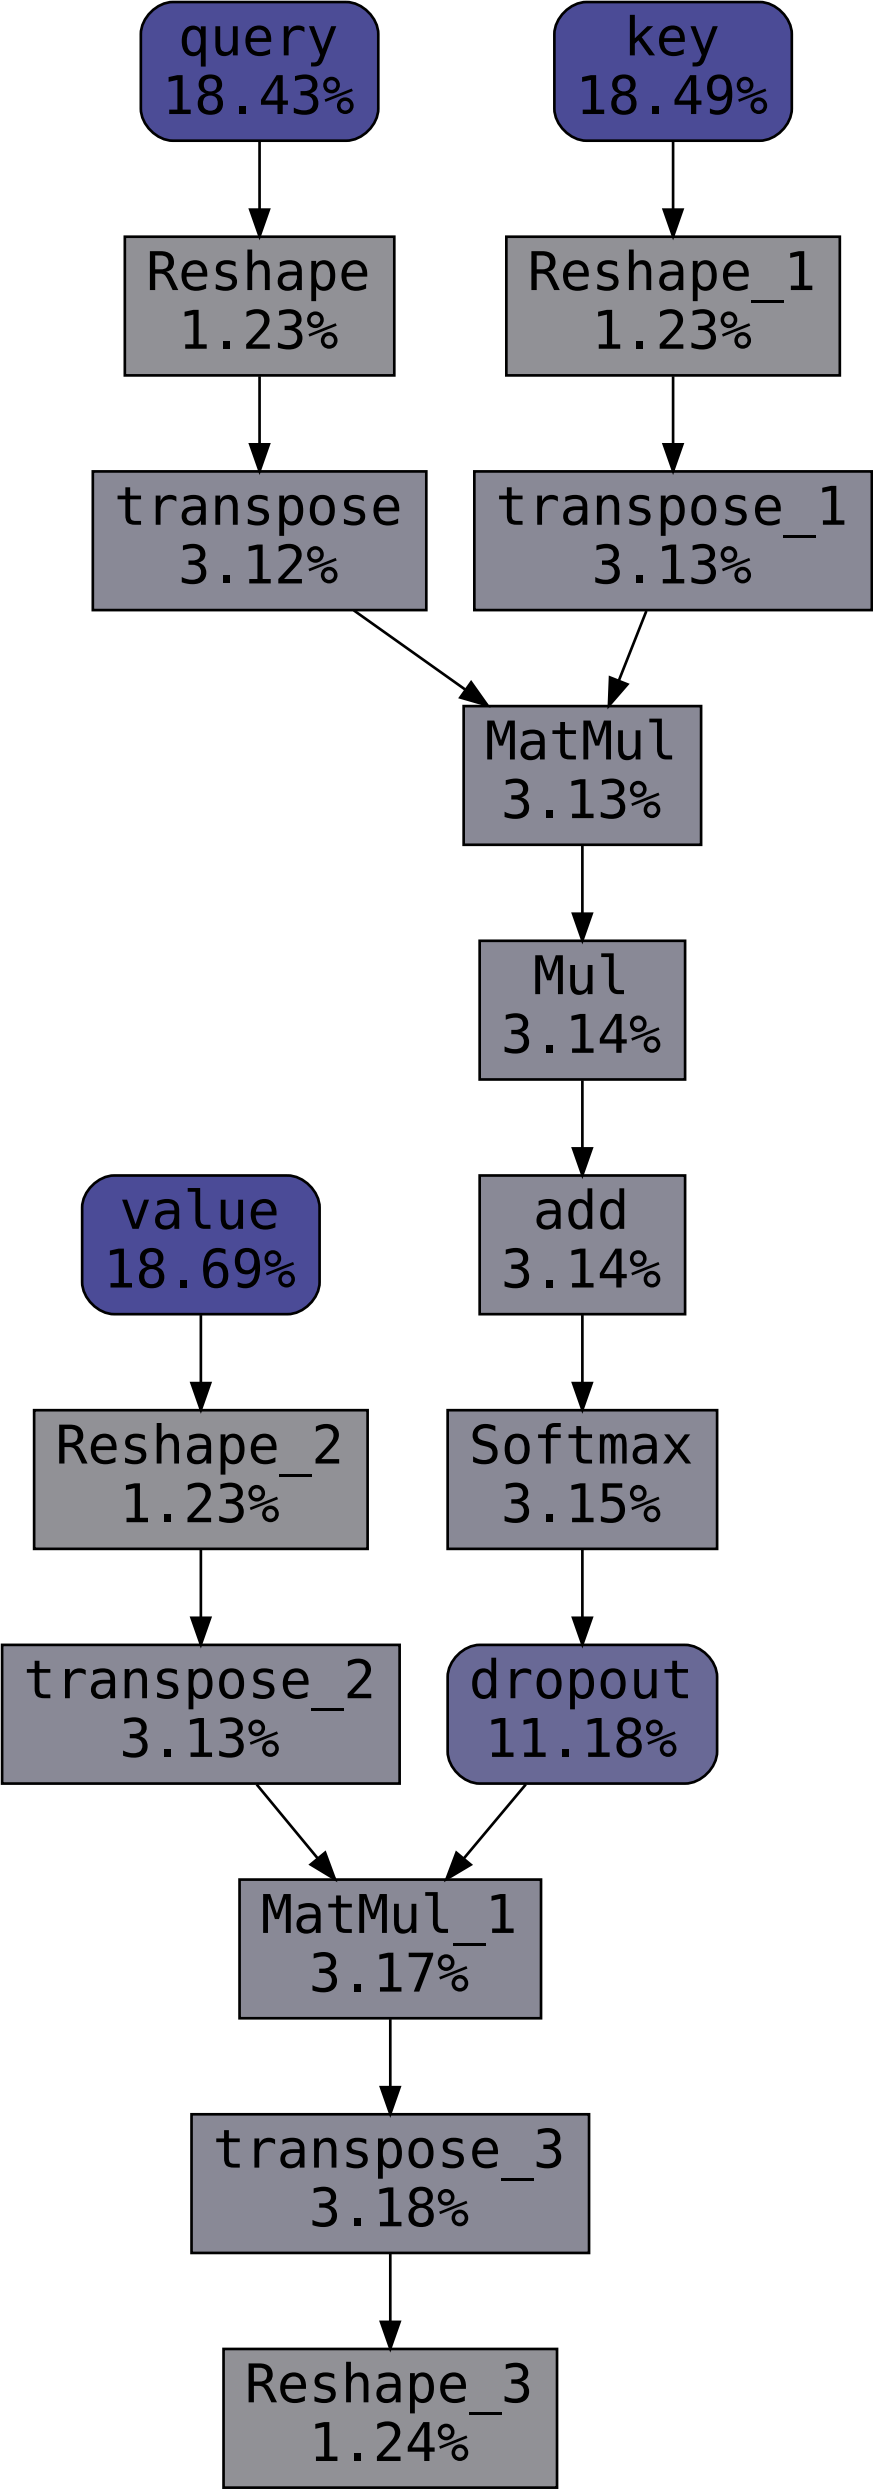 query
18.43%
key
18.49%
Reshape
1.23%
Reshape_1
1.23%
transpose
3.12%
transpose_1
3.13%
MatMul
3.13%
Mul
3.14%
add
3.14%
value
18.69%
Softmax
3.15%
Reshape_2
1.23%
transpose_2
3.13%
dropout
11.18%
MatMul_1
3.17%
transpose_3
3.18%
Reshape_3
1.24%